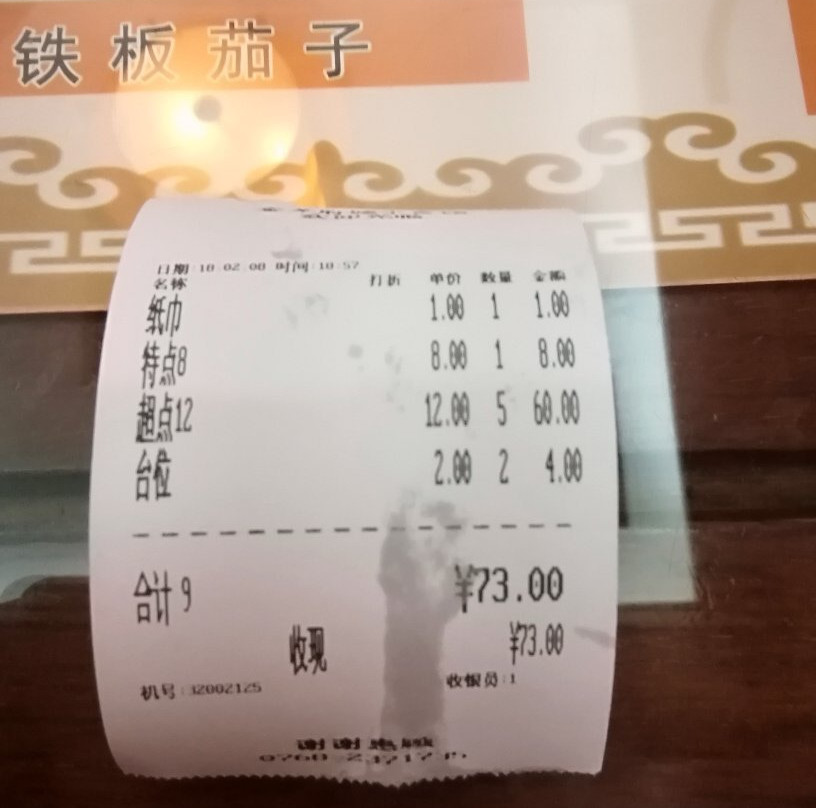 铁板茄子
日期 18-02-08 时间:18:57
名称 打折 单价 数量 金额
纸巾 1.00 1 1.00
特点8 8.00 1 8.00
超点12 12.00 5 60.00
台位 2.00 2 4.00
合计 9 ¥73.00
收现 ¥73.00
机号:32002125 收银员:1
谢谢惠顾